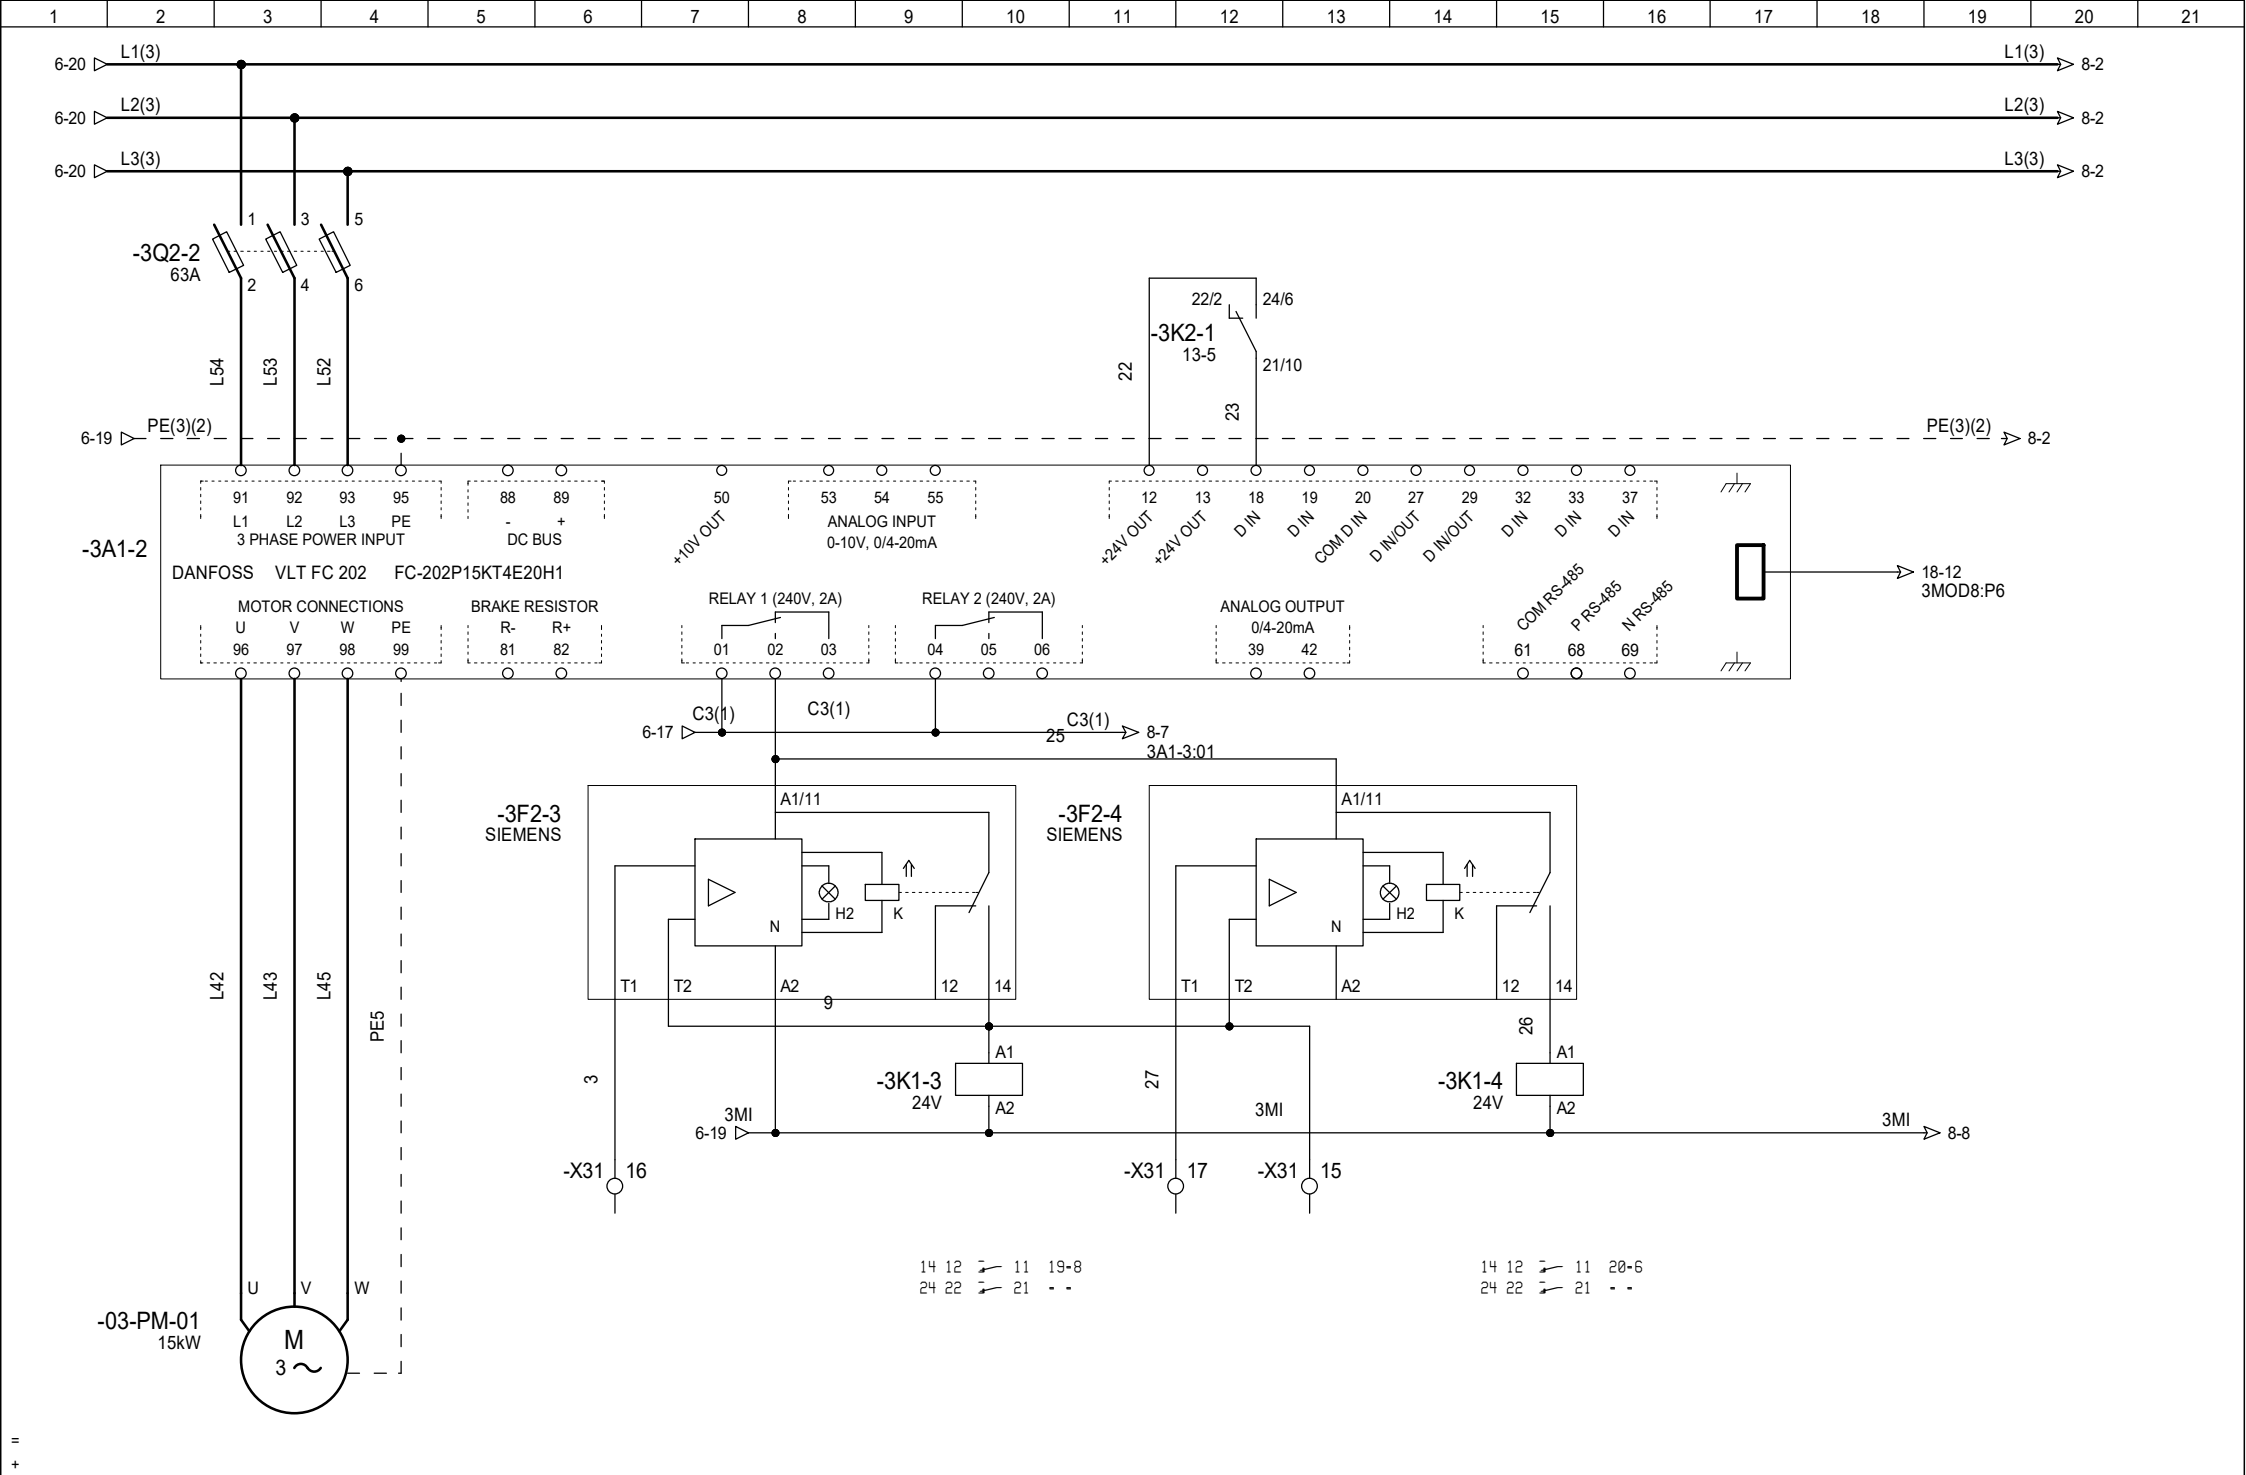 1 2 3 4 5 6 7 8 9 10 11 12 13 14 15 16 17 18 19 20 21
L1(3) L1(3)
6-20 8-2
L2(3) L2(3)
6-20 8-2
L3(3) L3(3)
6-20 8-2
1 3 5
-3Q2-2
63A
2 4 6
22/2 24/6
-3K2-1
13-5
21/10
L54 L53 L52
22
23
PE(3)(2) PE(3)(2)
6-19 8-2
91 92 93 95 88 89 50 53 54 55 12 13 18 19 20 27 29 32 33 37
L1 L2 L3 PE - + ANALOG INPUT
3 PHASE POWER INPUT DC BUS 0-10V, 0/4-20mA
+10V OUT
+24V OUT +24V OUT D IN D IN COM D IN D IN/OUT D IN/OUT D IN D IN D IN
-3A1-2
DANFOSS VLT FC 202 FC-202P15KT4E20H1
18-12
3MOD8:P6
MOTOR CONNECTIONS BRAKE RESISTOR RELAY 1 (240V, 2A) RELAY 2 (240V, 2A) ANALOG OUTPUT
0/4-20mA
COM RS-485 P RS-485 N RS-485
U V W PE R- R+
96 97 98 99 81 82 01 02 03 04 05 06 39 42 61 68 69
C3(1) C3(1) C3(1)
6-17 25 8-7
3A1-3:01
-3F2-3
SIEMENS
A1/11
H2 K
N
T1 T2 A2 12 14
-3F2-4
SIEMENS
A1/11
H2 K
N
T1 T2 A2 12 14
L42 L43 L45
PE5
9
26
3
27
A1
-3K1-3
24V
A2
A1
-3K1-4
24V
A2
3MI 3MI 3MI
6-19 8-8
-X31 16
-X31 17
-X31 15
14 12 11 19-8
24 22 21 - -
14 12 11 20-6
24 22 21 - -
U V W
-03-PM-01
15kW
M
3
=
+